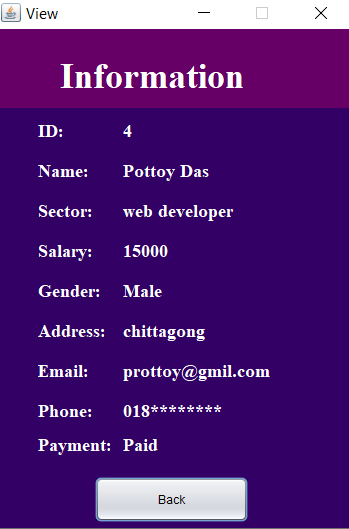 View
Information
ID: 4
Name: Pottoy Das
Sector: web developer
Salary: 15000
Gender: Male
Address: chittagong
Email: prottoy@gmil.com
Phone: 018********
Payment: Paid
Back